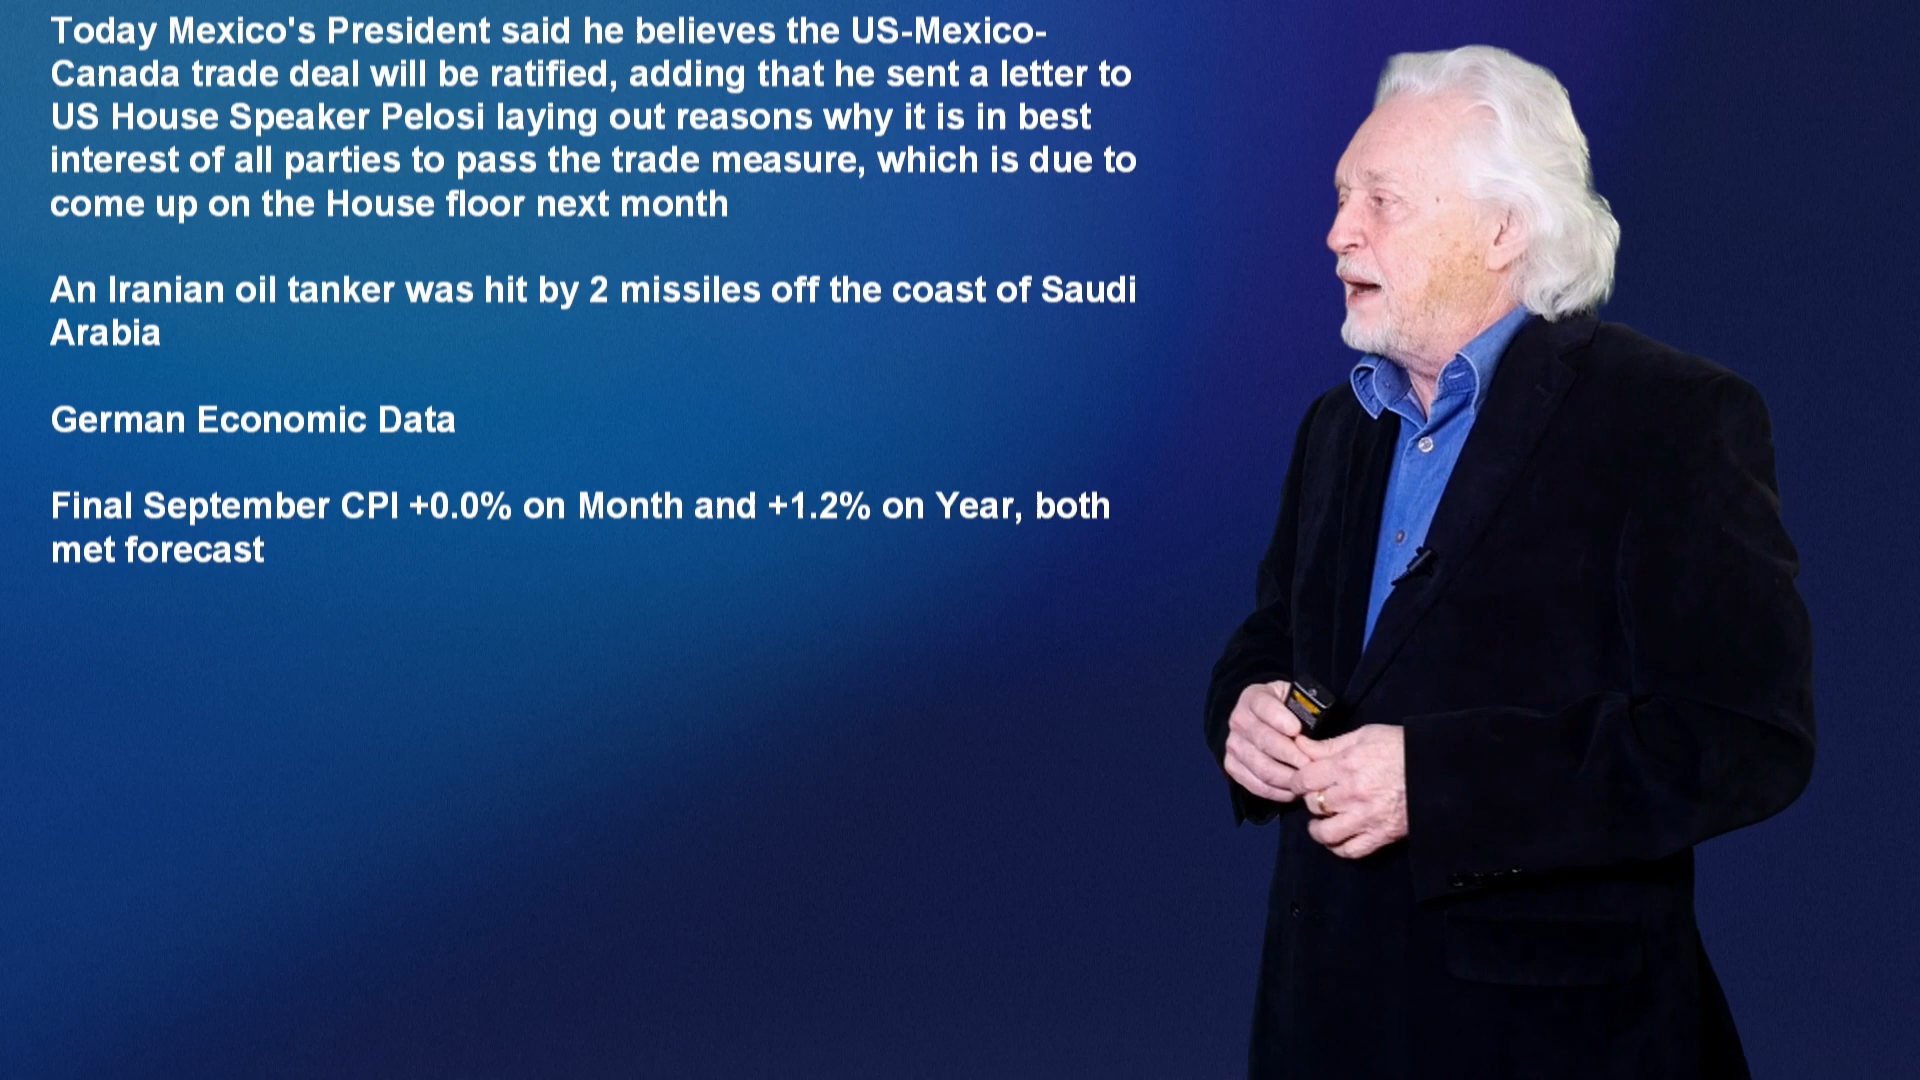 Today Mexico's President said he believes the US-Mexico-
Canada trade deal will be ratified, adding that he sent a letter to
US House Speaker Pelosi laying out reasons why it is in best
interest of all parties to pass the trade measure, which is due to
come up on the House floor next month
An Iranian oil tanker was hit by 2 missiles off the coast of Saudi
Arabia
German Economic Data
Final September CPI +0.0% on Month and +1.2% on Year, both
met forecast